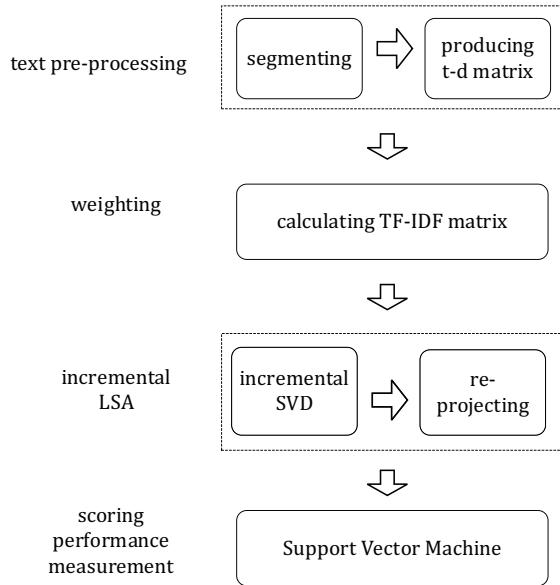 text pre-processing
segmenting
producing
t-d matrix
weighting
calculating TF-IDF matrix
incremental
LSA
incremental
SVD
re-
projecting
scoring
performance
measurement
Support Vector Machine